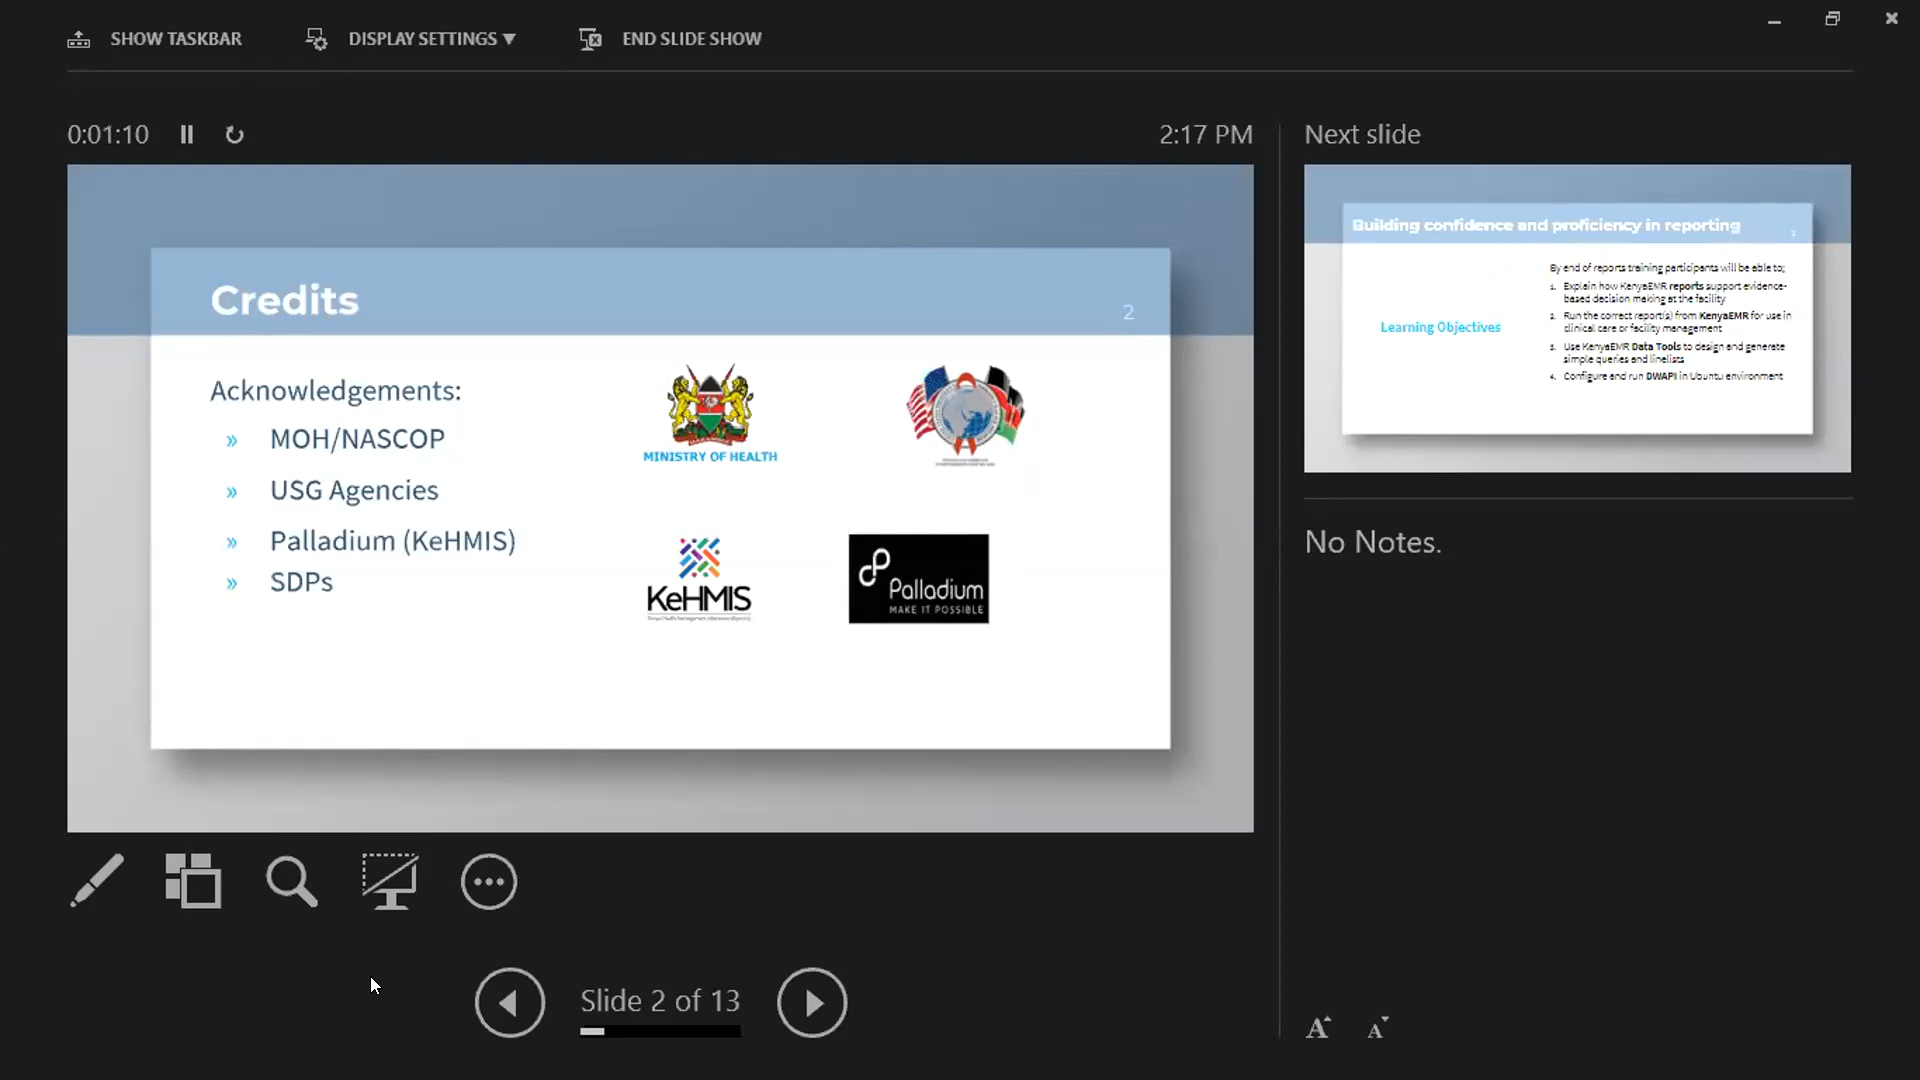 SHOW TASKBAR
DISPLAY SETTINGS ▼
END SLIDE SHOW
0:01:10
2:17 PM
Credits
2
Acknowledgements:
» MOH/NASCOP
» USG Agencies
» Palladium (KeHMIS)
» SDPs
MINISTRY OF HEALTH
KeHMIS
Palladium
MAKE IT POSSIBLE
Slide 2 of 13
Next slide
Building confidence and proficiency in reporting
Learning Objectives
By end of reports training participants will be able to;
1. Explain how KenyaEMR reports support evidence-
based decision making at the facility
2. Run the correct report(s) from KenyaEMR for use in
clinical care or facility management
3. Use KenyaEMR Data Tools to design and generate
simple queries and linelists
4. Configure and run DWAPI in Ubuntu environment
No Notes.